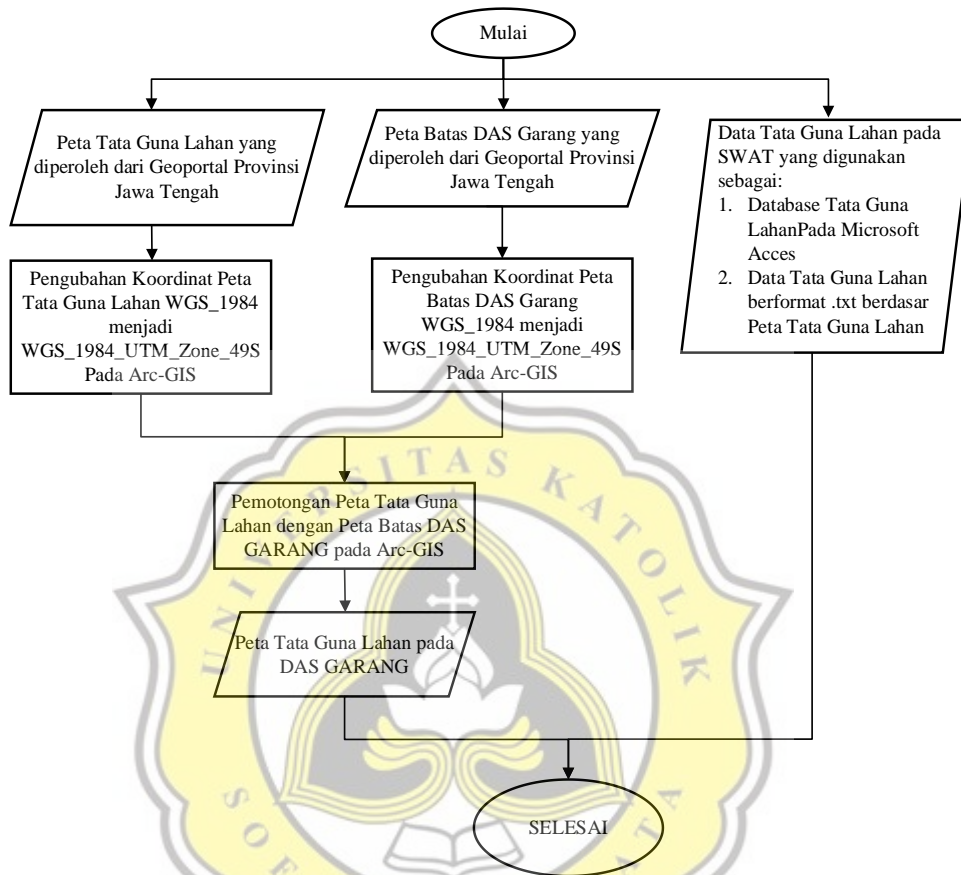 Mulai
Peta Tata Guna Lahan yang
diperoleh dari Geoportal Provinsi
Jawa Tengah
Peta Batas DAS Garang yang
diperoleh dari Geoportal Provinsi
Jawa Tengah
Data Tata Guna Lahan pada
SWAT yang digunakan
sebagai:
1. Database Tata Guna
LahanPada Microsoft
Acces
2. Data Tata Guna Lahan
berformat .txt berdasar
Peta Tata Guna Lahan
Pengubahan Koordinat Peta
Tata Guna Lahan WGS_1984
menjadi
WGS_1984_UTM_Zone_49S
Pada Arc-GIS
Pengubahan Koordinat Peta
Batas DAS Garang
WGS_1984 menjadi
WGS_1984_UTM_Zone_49S
Pada Arc-GIS
Pemotongan Peta Tata Guna
Lahan dengan Peta Batas DAS
GARANG pada Arc-GIS
Peta Tata Guna Lahan pada
DAS GARANG
SELESAI
UNIVERSITAS KATOLIK